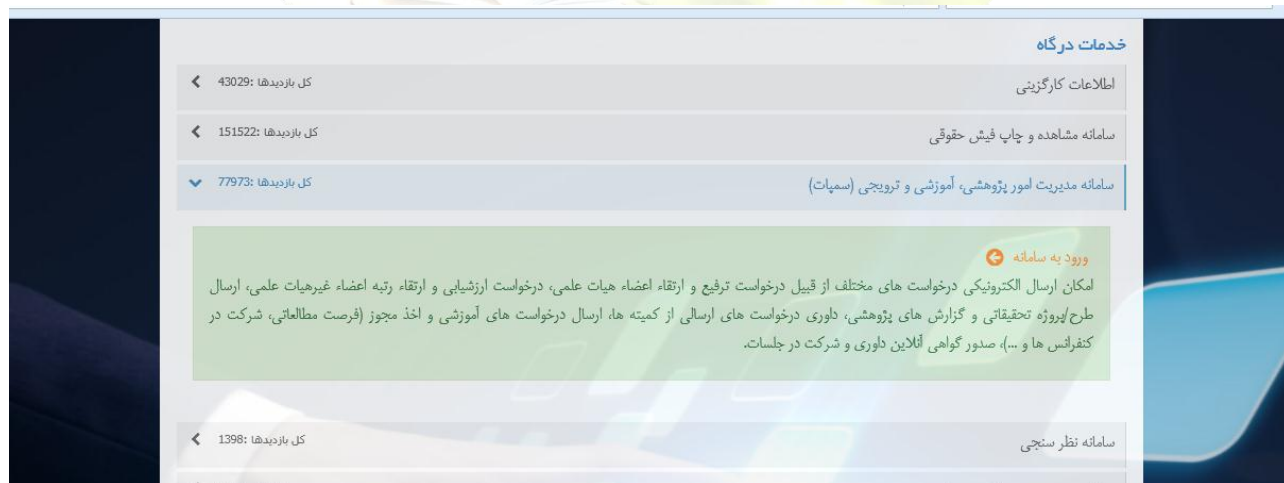 خدمات درگاه
اطلاعات کارگزینی
کل بازدیدها :43029
سامانه مشاهده و چاپ فیش حقوقی
کل بازدیدها :151522
سامانه مدیریت امور پژوهشی، آموزشی و ترویجی (سمپات)
کل بازدیدها :77973
ورود به سامانه
امکان ارسال الکترونیکی درخواست های مختلف از قبیل درخواست ترفیع و ارتقاء اعضاء هیات علمی، درخواست ارزشیابی و ارتقاء رتبه اعضاء غیرهیات علمی، ارسال
طرح/پروژه تحقیقاتی و گزارش های پژوهشی، داوری درخواست های ارسالی از کمیته ها، ارسال درخواست های آموزشی و اخذ مجوز (فرصت مطالعاتی، شرکت در
کنفرانس ها و ...)، صدور گواهی آنلاین داوری و شرکت در جلسات.
سامانه نظر سنجی
کل بازدیدها :1398